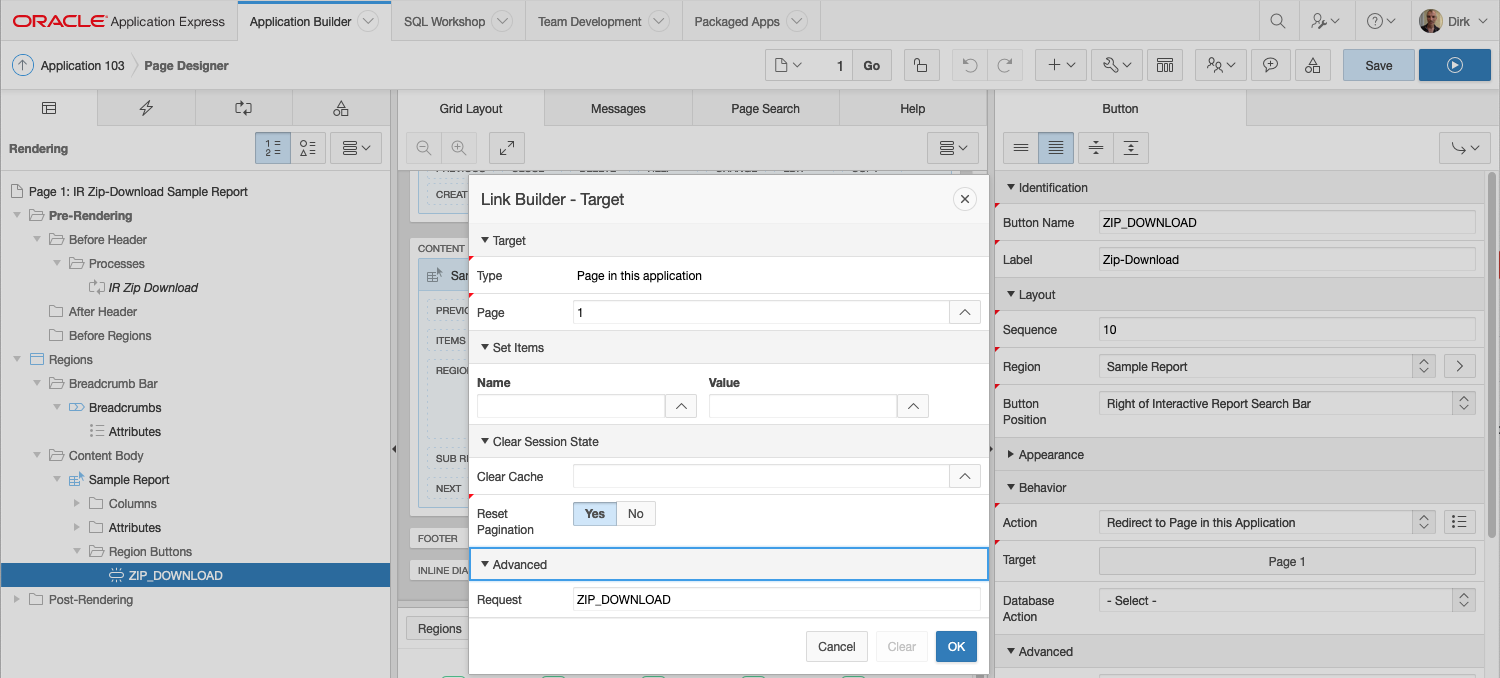 ORACLE Application Express
Application Builder
SQL Workshop
Team Development
Packaged Apps
Dirk
Application 103
Page Designer
1
Go
Save
Rendering
Page 1: IR Zip-Download Sample Report
Pre-Rendering
Before Header
Processes
IR Zip Download
After Header
Before Regions
Regions
Breadcrumb Bar
Breadcrumbs
Attributes
Content Body
Sample Report
Columns
Attributes
Region Buttons
ZIP_DOWNLOAD
Post-Rendering
Grid Layout
Messages
Page Search
Help
CREAT
CONTENT
Sar
PREVIC
ITEMS
REGIO
SUB RE
NEXT
FOOTER
INLINE DIA
Regions
Link Builder - Target
Target
Type
Page in this application
Page
1
Set Items
Name
Value
Clear Session State
Clear Cache
Reset
Pagination
Yes
No
Advanced
Request
ZIP_DOWNLOAD
Cancel
Clear
OK
Button
Identification
Button Name
ZIP_DOWNLOAD
Label
Zip-Download
Layout
Sequence
10
Region
Sample Report
Button
Position
Right of Interactive Report Search Bar
Appearance
Behavior
Action
Redirect to Page in this Application
Target
Page 1
Database
Action
- Select -
Advanced